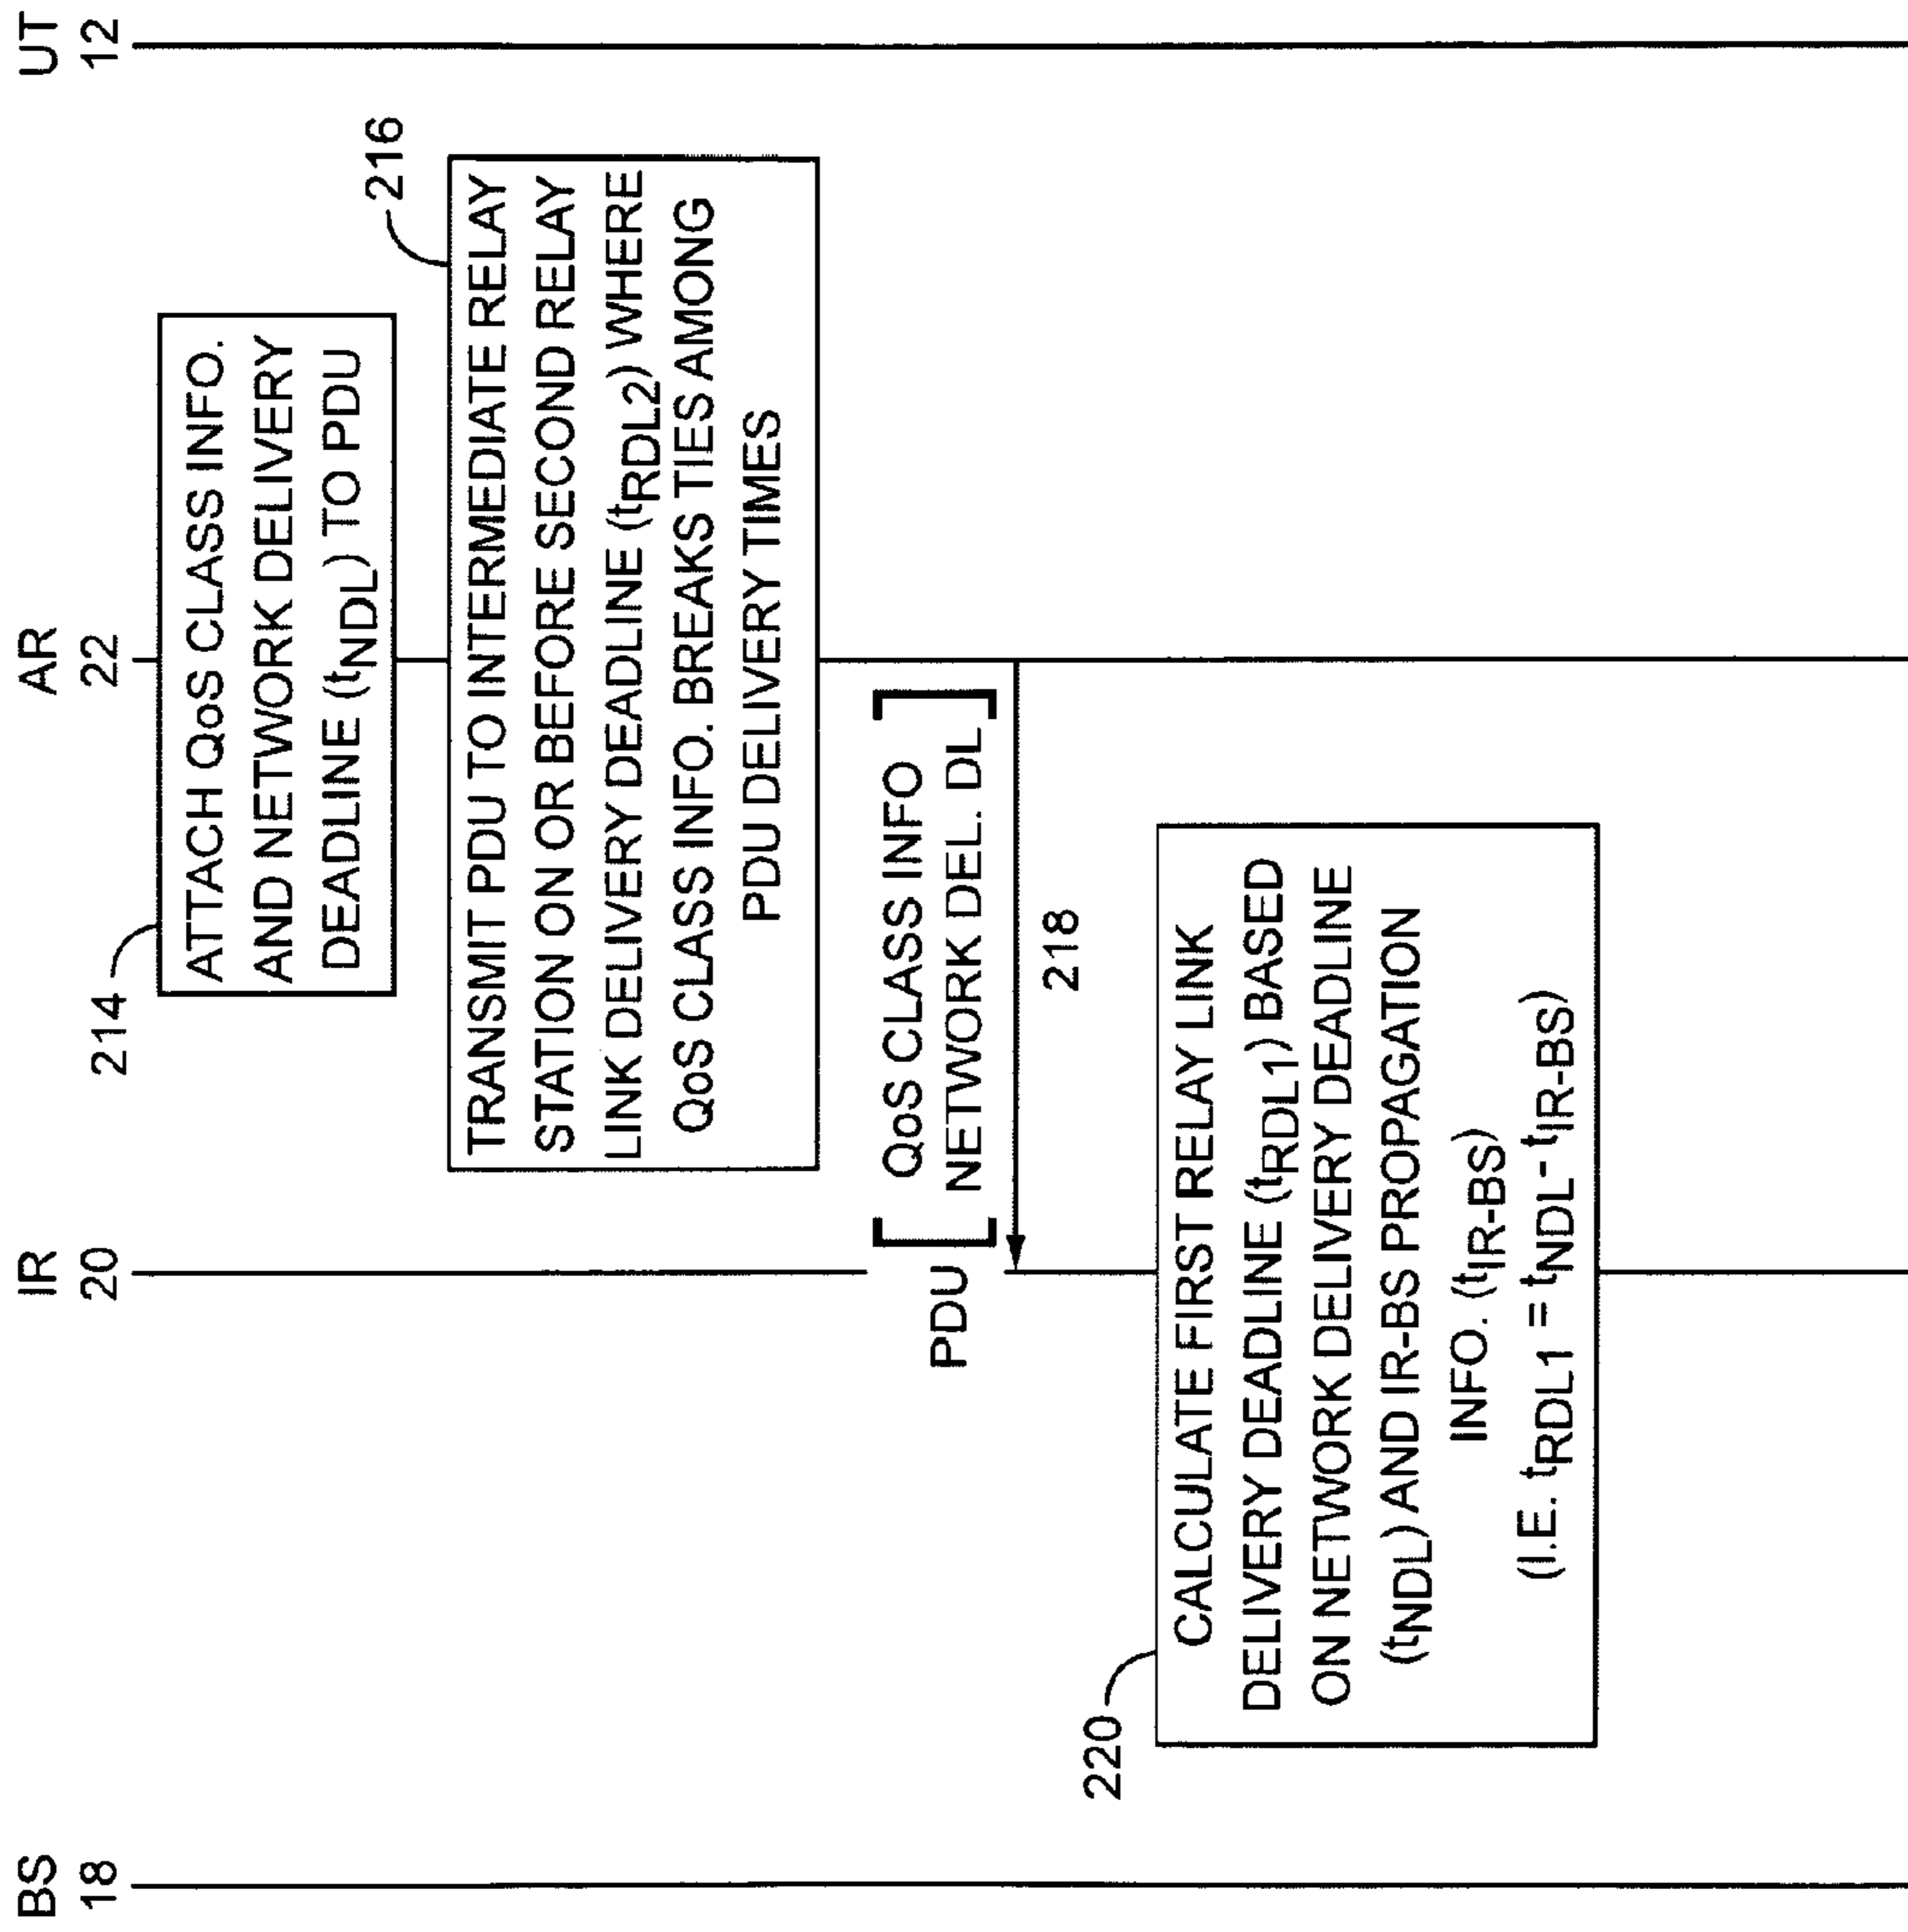 BS
18
IR
20
AR
22
UT
12
214
ATTACH QoS CLASS INFO.
AND NETWORK DELIVERY
DEADLINE (tNDL) TO PDU
216
TRANSMIT PDU TO INTERMEDIATE RELAY
STATION ON OR BEFORE SECOND RELAY
LINK DELIVERY DEADLINE (tRDL2) WHERE
QoS CLASS INFO. BREAKS TIES AMONG
PDU DELIVERY TIMES
PDU
QoS CLASS INFO
NETWORK DEL. DL
218
220
CALCULATE FIRST RELAY LINK
DELIVERY DEADLINE (tRDL1) BASED
ON NETWORK DELIVERY DEADLINE
(tNDL) AND IR-BS PROPAGATION
INFO. (tIR-BS)
(I.E. tRDL1 = tNDL- tIR-BS)